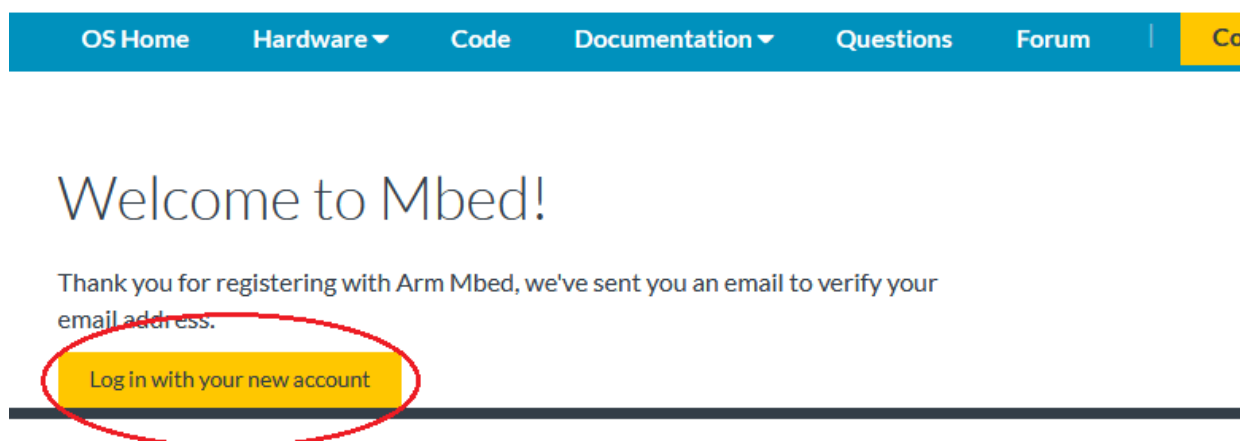 OS Home Hardware Code Documentation Questions Forum Co
Welcome to Mbed!
Thank you for registering with Arm Mbed, we've sent you an email to verify your
email address.
Log in with your new account